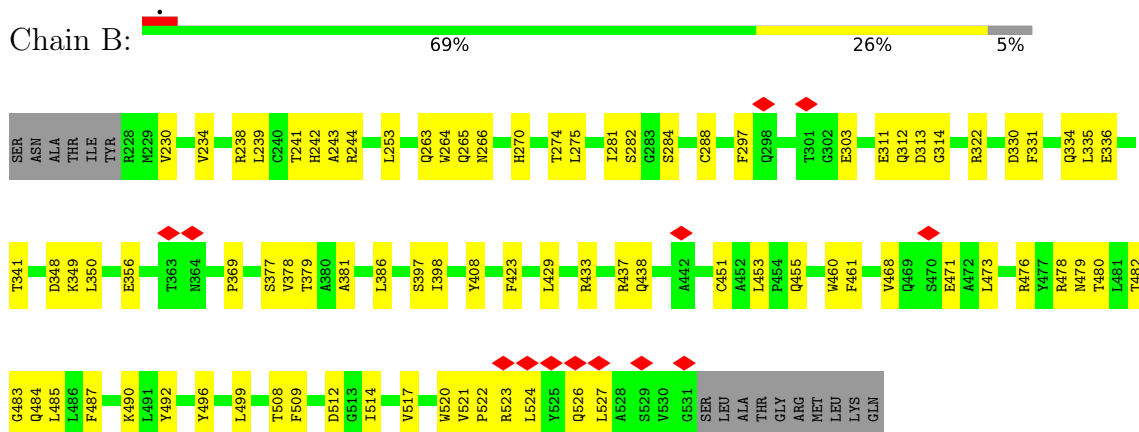 Chain B:
69% 26% 5%
SER ASN ALA THR ILE TYR R228 M229 V230 V234 R238 L239 C240 T241 H242 A243 R244 L253 Q263 W264 Q265 N266 H270 T274 L275 I281 S282 G283 S284 C288 F297 Q298 T301 G302 E303 E311 Q312 D313 G314 R322 D330 F331 Q334 L335 E336
T341 D348 K349 L350 E356 T363 N364 P369 S377 V378 T379 A380 A381 L386 S397 I398 Y408 F423 L429 R433 R437 Q438 A442 C451 A452 L453 P454 Q455 W460 F461 V468 Q469 S470 E471 A472 L473 R476 Y477 R478 N479 T480 L481 T482
G483 Q484 L485 L486 F487 K490 L491 Y492 Y496 L499 T508 F509 D512 G513 I514 V517 W520 V521 P522 R523 L524 Y525 Q526 L527 A528 S529 V530 G531 SER LEU ALA THR GLY ARG MET LEU LYS GLN